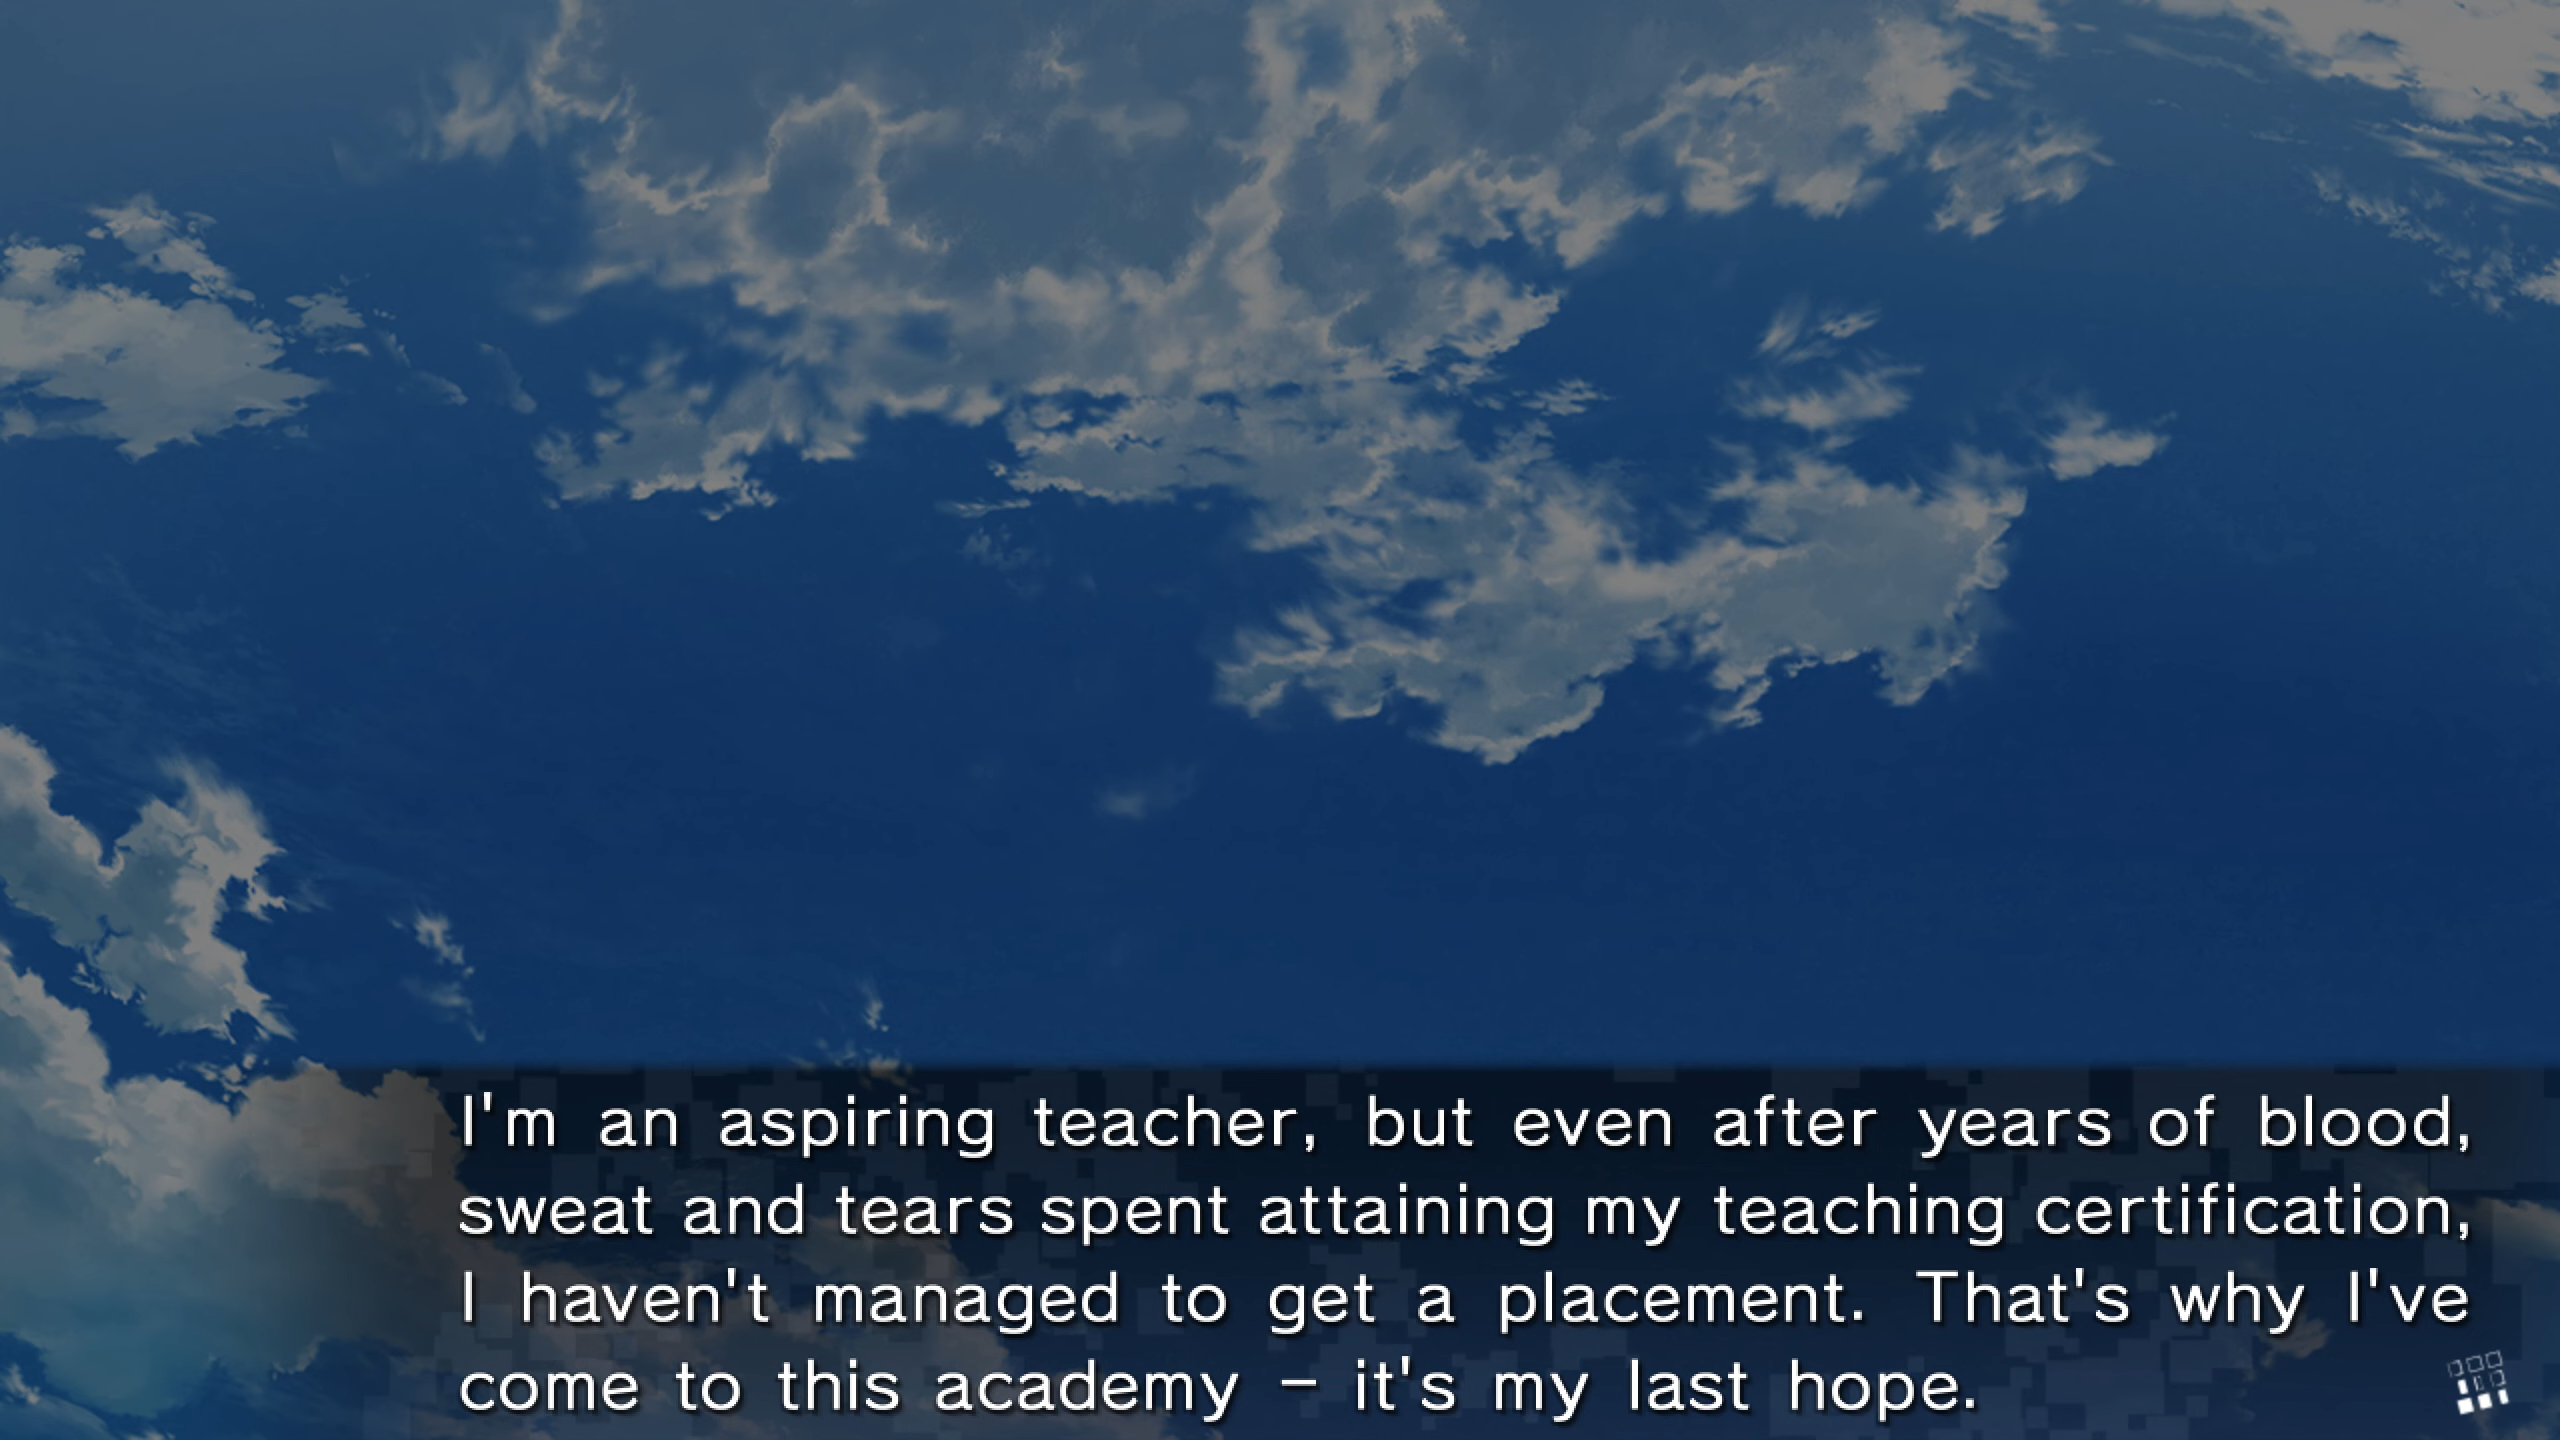 I'm an aspiring teacher, but even after years of blood,
sweat and tears spent attaining my teaching certification,
I haven't managed to get a placement. That's why I've
come to this academy – it's my last hope.